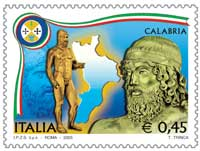 CALABRIA
ITALIA € 0,45
I.P.Z.S. S.p.A. - ROMA - 2005 T. TRINCA